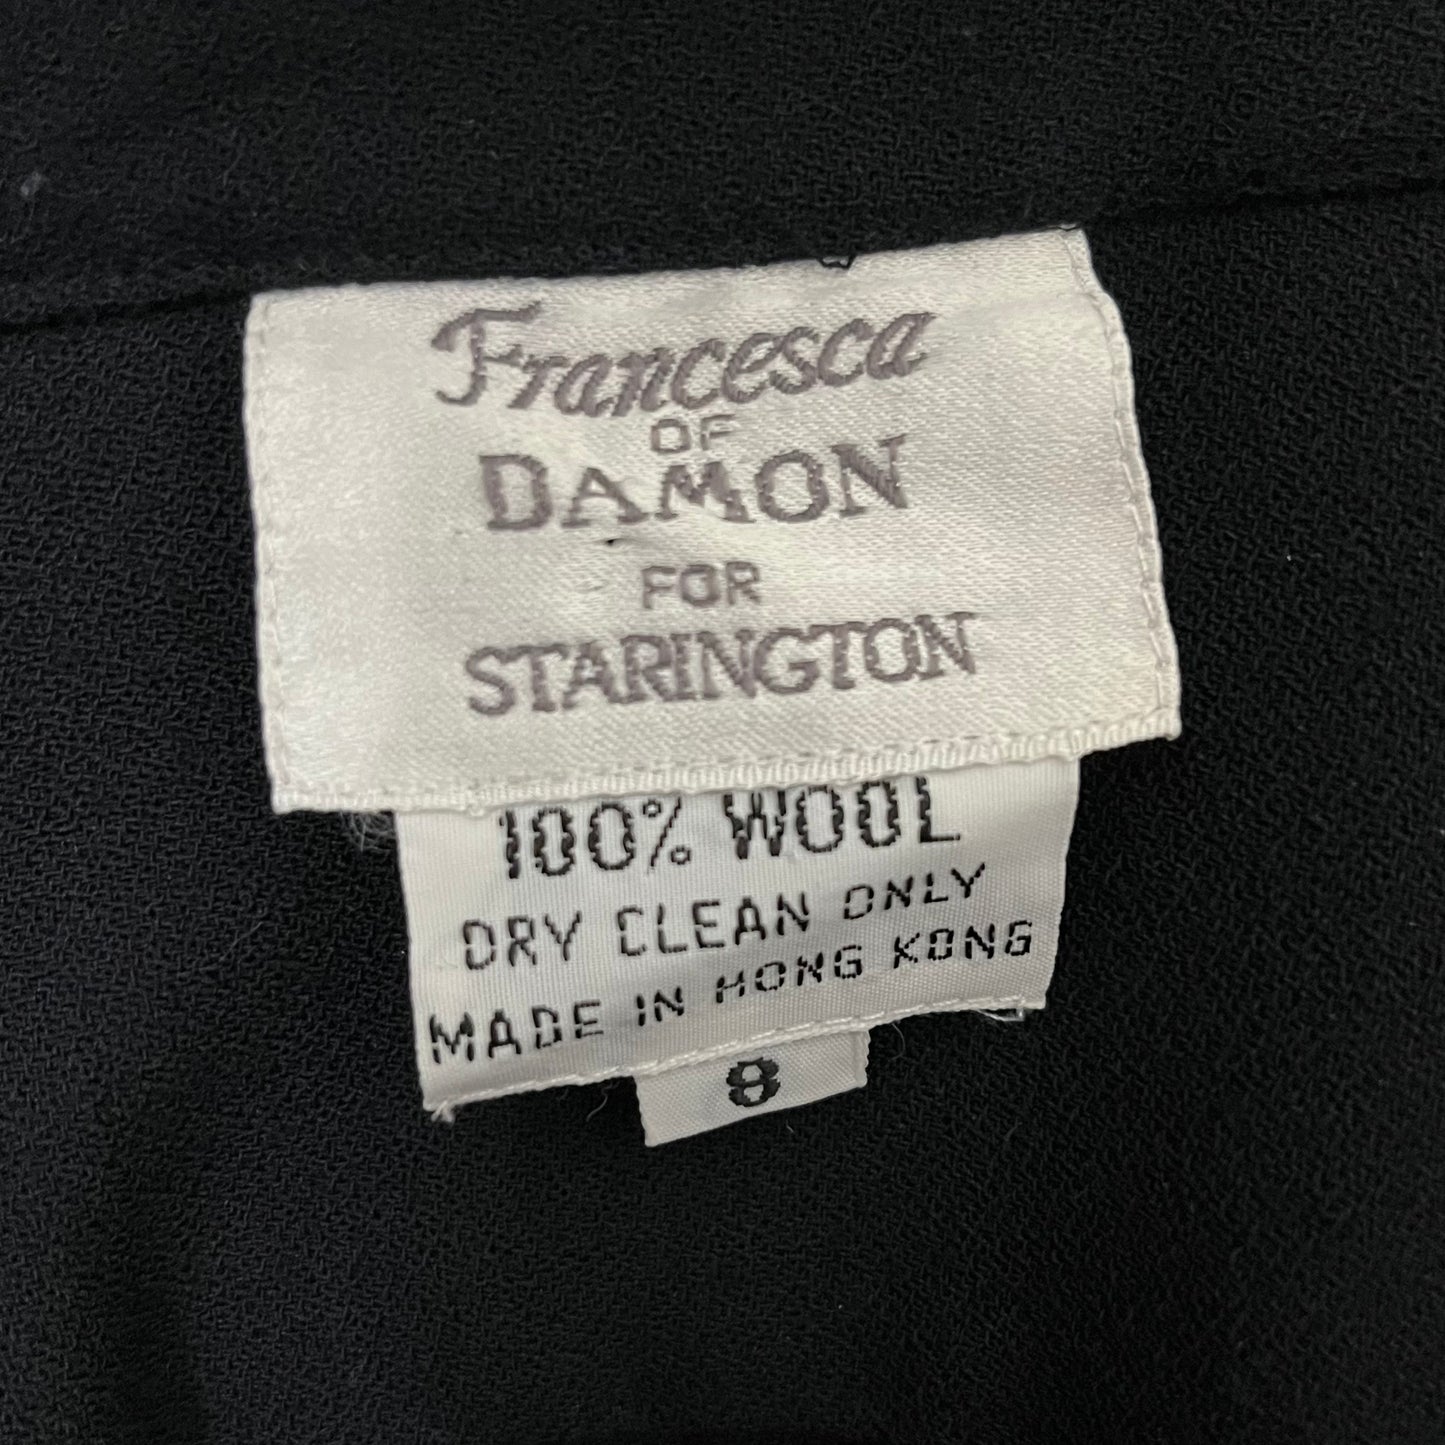 Francesca
OF
DAMON
FOR
STARINGTON
100% WOOL
DRY CLEAN ONLY
MADE IN HONG KONG
8